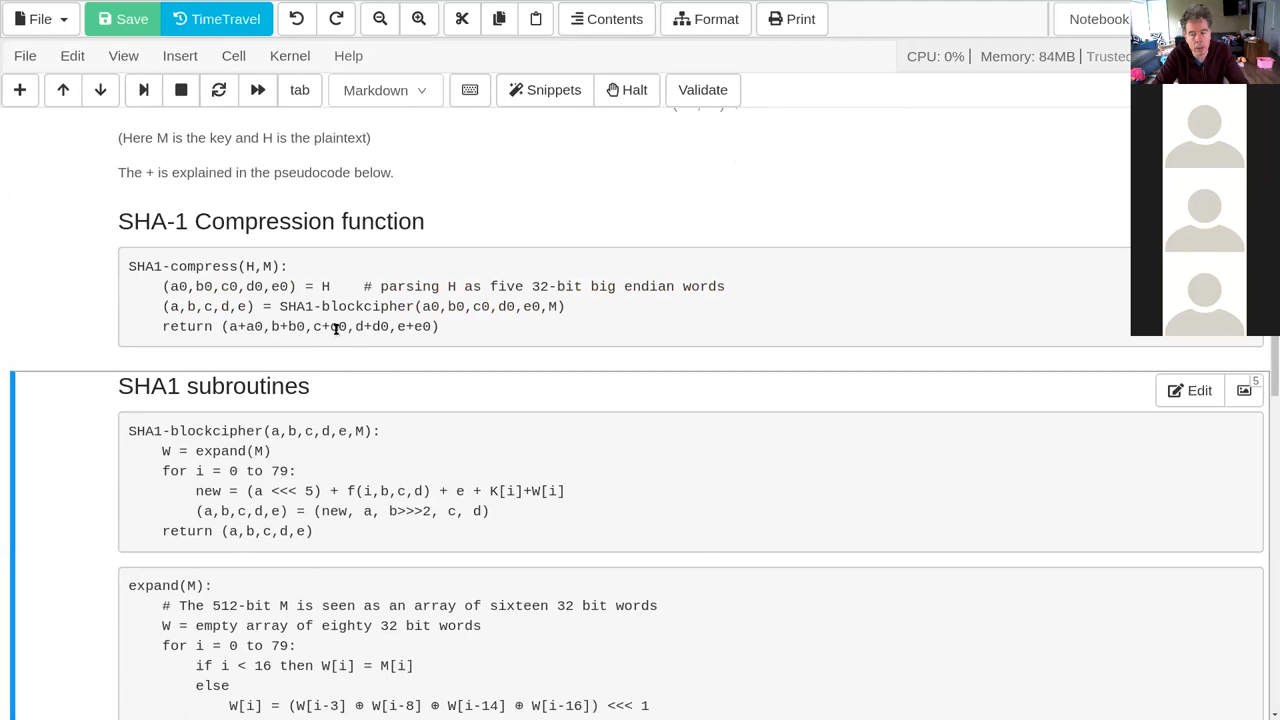 File Save TimeTravel Contents Format Print Notebook
File Edit View Insert Cell Kernel Help CPU: 0% Memory: 84MB Trusted
tab Markdown Snippets Halt Validate
(Here M is the key and H is the plaintext)
The + is explained in the pseudocode below.
SHA-1 Compression function
SHA1-compress(H,M):
(a0,b0,c0,d0,e0) = H    # parsing H as five 32-bit big endian words
(a,b,c,d,e) = SHA1-blockcipher(a0,b0,c0,d0,e0,M)
return (a+a0,b+b0,c+c0,d+d0,e+e0)
SHA1 subroutines
Edit 5
SHA1-blockcipher(a,b,c,d,e,M):
W = expand(M)
for i = 0 to 79:
new = (a <<< 5) + f(i,b,c,d) + e + K[i]+W[i]
(a,b,c,d,e) = (new, a, b>>>2, c, d)
return (a,b,c,d,e)
expand(M):
# The 512-bit M is seen as an array of sixteen 32 bit words
W = empty array of eighty 32 bit words
for i = 0 to 79:
if i < 16 then W[i] = M[i]
else
W[i] = (W[i-3] ⊕ W[i-8] ⊕ W[i-14] ⊕ W[i-16]) <<< 1